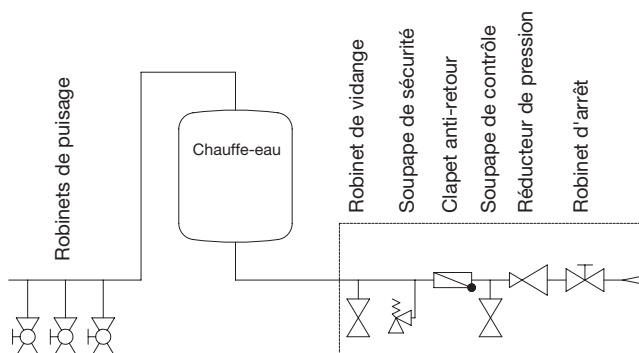 Robinets de puisage
Chauffe-eau
Robinet de vidange
Soupape de sécurité
Clapet anti-retour
Soupape de contrôle
Réducteur de pression
Robinet d'arrêt